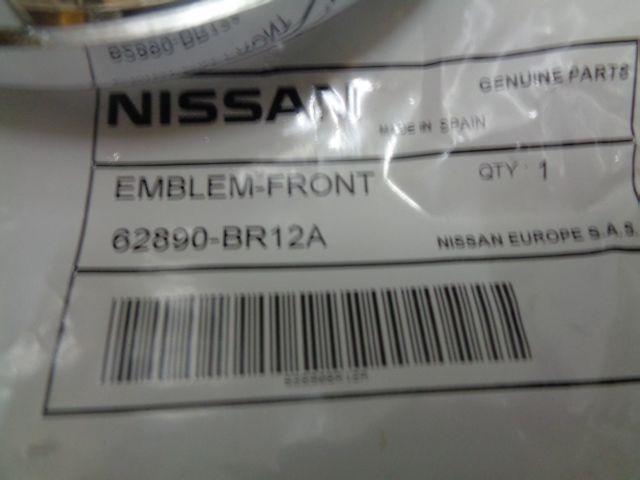 NISSAN
GENUINE PARTS
MADE IN SPAIN
EMBLEM-FRONT
QTY 1
62890-BR12A
NISSAN EUROPE S.A.S.